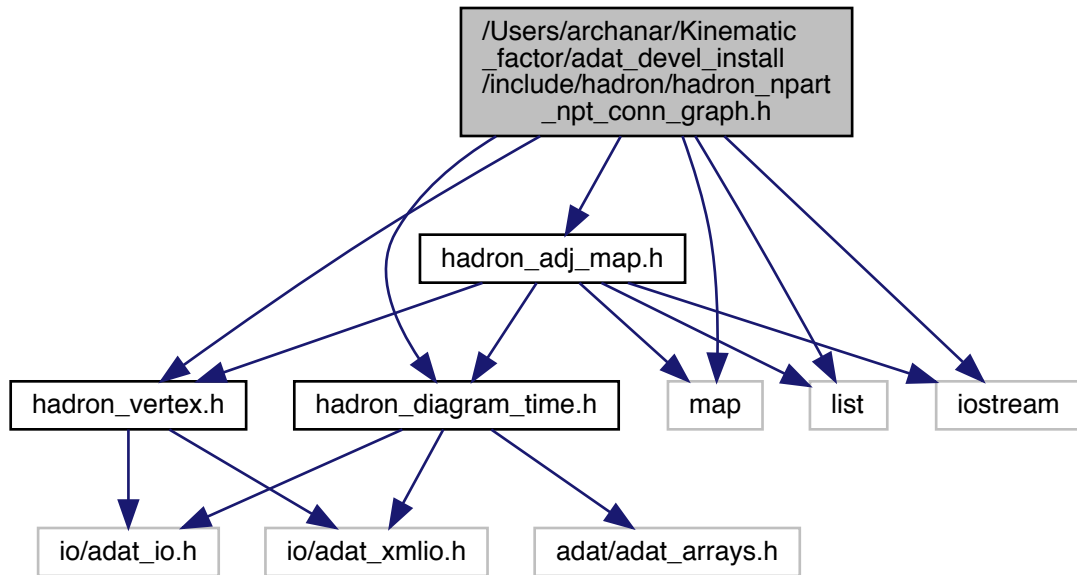 /Users/archanar/Kinematic
_factor/adat_devel_install
/include/hadron/hadron_npart
_npt_conn_graph.h
hadron_adj_map.h
hadron_vertex.h
hadron_diagram_time.h
map
list
iostream
io/adat_io.h
io/adat_xmlio.h
adat/adat_arrays.h